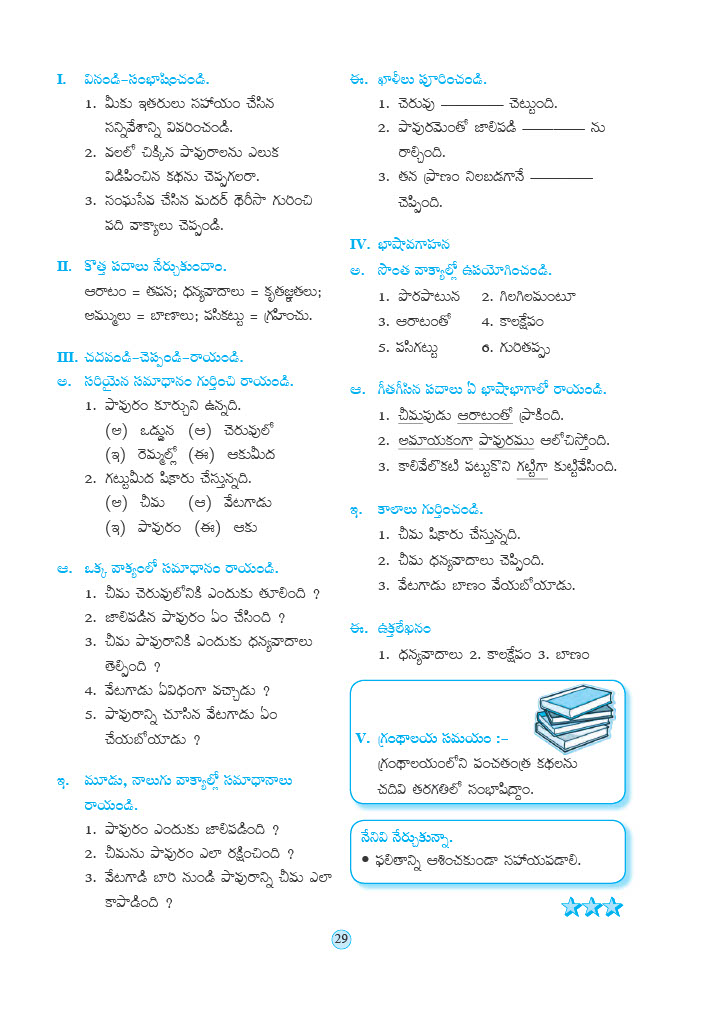 I. వినండి-సంభాషించండి.
1. మీకు ఇతరులు సహాయం చేసిన
సన్నివేశాన్ని వివరించండి.
2. వలలో చిక్కిన పావురాలను ఎలుక
విడిపించిన కథను చెప్పగలరా.
3. సంఘసేవ చేసిన మదర్ థెరీసా గురించి
పది వాక్యాలు చెప్పండి.
II. కొత్త పదాలు నేర్చుకుందాం.
ఆరాటం = తపన; ధన్యవాదాలు = కృతజ్ఞతలు;
అమ్ములు = బాణాలు; పసికట్టు = గ్రహించు.
III. చదవండి-చెప్పండి-రాయండి.
అ. సరియైన సమాధానం గుర్తించి రాయండి.
1. పావురం కూర్చుని ఉన్నది.
(అ) ఒడ్డున (ఆ) చెరువులో
(ఇ) రెమ్మల్లో (ఈ) ఆకుమీద
2. గట్టుమీద షికారు చేస్తున్నది.
(అ) చీమ (ఆ) వేటగాడు
(ఇ) పావురం (ఈ) ఆకు
ఆ. ఒక్క వాక్యంలో సమాధానం రాయండి.
1. చీమ చెరువులోనికి ఎందుకు తూలింది ?
2. జాలిపడిన పావురం ఏం చేసింది ?
3. చీమ పావురానికి ఎందుకు ధన్యవాదాలు
తెల్పింది ?
4. వేటగాడు ఏవిధంగా వచ్చాడు ?
5. పావురాన్ని చూసిన వేటగాడు ఏం
చేయబోయాడు ?
ఇ. మూడు, నాలుగు వాక్యాల్లో సమాధానాలు
రాయండి.
1. పావురం ఎందుకు జాలిపడింది ?
2. చీమను పావురం ఎలా రక్షించింది ?
3. వేటగాడి బారి నుండి పావురాన్ని చీమ ఎలా
కాపాడింది ?
ఈ. ఖాళీలు పూరించండి.
1. చెరువు ———— చెట్టుంది.
2. పావురమెంతో జాలిపడి ———— ను
రాల్చింది.
3. తన ప్రాణం నిలబడగానే ————
చెప్పింది.
IV. భాషావగాహన
అ. సొంత వాక్యాల్లో ఉపయోగించండి.
1. పొరపాటున 2. గిలగిలమంటూ
3. ఆరాటంతో 4. కాలక్షేపం
5. పసిగట్టు 6. గురితప్పు
ఆ. గీతగీసిన పదాలు ఏ భాషాభాగాలో రాయండి.
1. చీమవుడు ఆరాటంతో ప్రాకింది.
2. అమాయకంగా పావురము ఆలోచిస్తోంది.
3. కాలివేలొకటి పట్టుకొని గట్టిగా కుట్టివేసింది.
ఇ. కాలాలు గుర్తించండి.
1. చీమ షికారు చేస్తున్నది.
2. చీమ ధన్యవాదాలు చెప్పింది.
3. వేటగాడు బాణం వేయబోయాడు.
ఈ. ఉక్తలేఖనం
1. ధన్యవాదాలు 2. కాలక్షేపం 3. బాణం
V. గ్రంథాలయ సమయం :-
గ్రంథాలయంలోని పంచతంత్ర కథలను
చదివి తరగతిలో సంభాషిద్దాం.
నేనివి నేర్చుకున్నా.
• ఫలితాన్ని ఆశించకుండా సహాయపడాలి.
29